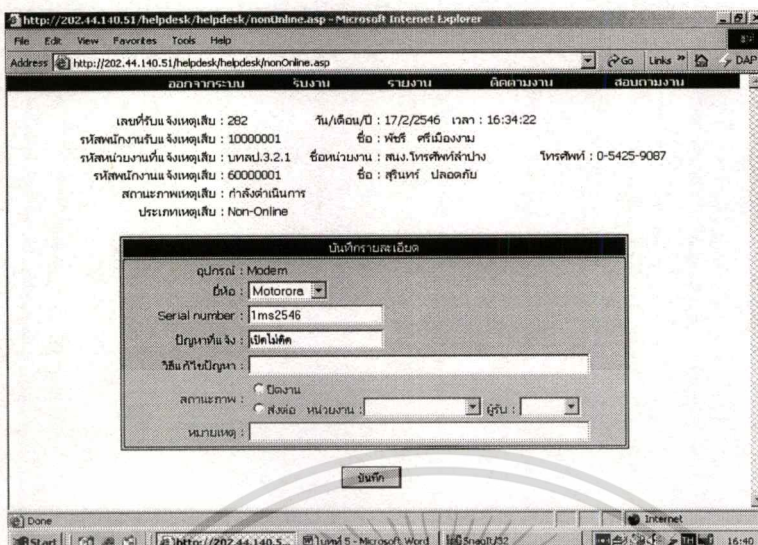 http://202.44.140.51/helpdesk/helpdesk/nonOnline.asp - Microsoft Internet Explorer
File Edit View Favorites Tools Help
Address http://202.44.140.51/helpdesk/helpdesk/nonOnline.asp Go Links » DAP
ออกจากระบบ รับงาน รายงาน ติดตามงาน สอบถามงาน
เลขที่รับแจ้งเหตุเสีย : 282 วัน/เดือน/ปี : 17/2/2546 เวลา : 16:34:22
รหัสพนักงานรับแจ้งเหตุเสีย : 10000001 ชื่อ : พัชรี ศรีเมืองงาม
รหัสหน่วยงานที่แจ้งเหตุเสีย : บทลป.3.2.1 ชื่อหน่วยงาน : สนง.โทรศัพท์ลำปาง โทรศัพท์ : 0-5425-9087
รหัสพนักงานแจ้งเหตุเสีย : 60000001 ชื่อ : สุรินทร์ ปลอดภัย
สถานะภาพเหตุเสีย : กำลังดำเนินการ
ประเภทเหตุเสีย : Non-Online
บันทึกรายละเอียด
อุปกรณ์ : Modem
ยี่ห้อ : Motorora
Serial number : 1ms2546
ปัญหาที่แจ้ง : เปิดไม่ติด
วิธีแก้ไขปัญหา :
สถานะภาพ : ปิดงาน
ส่งต่อ หน่วยงาน : ผู้รับ :
หมายเหตุ :
บันทึก
Done Internet
Start http://202.44.140.5... บทที่ 5 - Microsoft Word SnagIt/32 TH 16:40